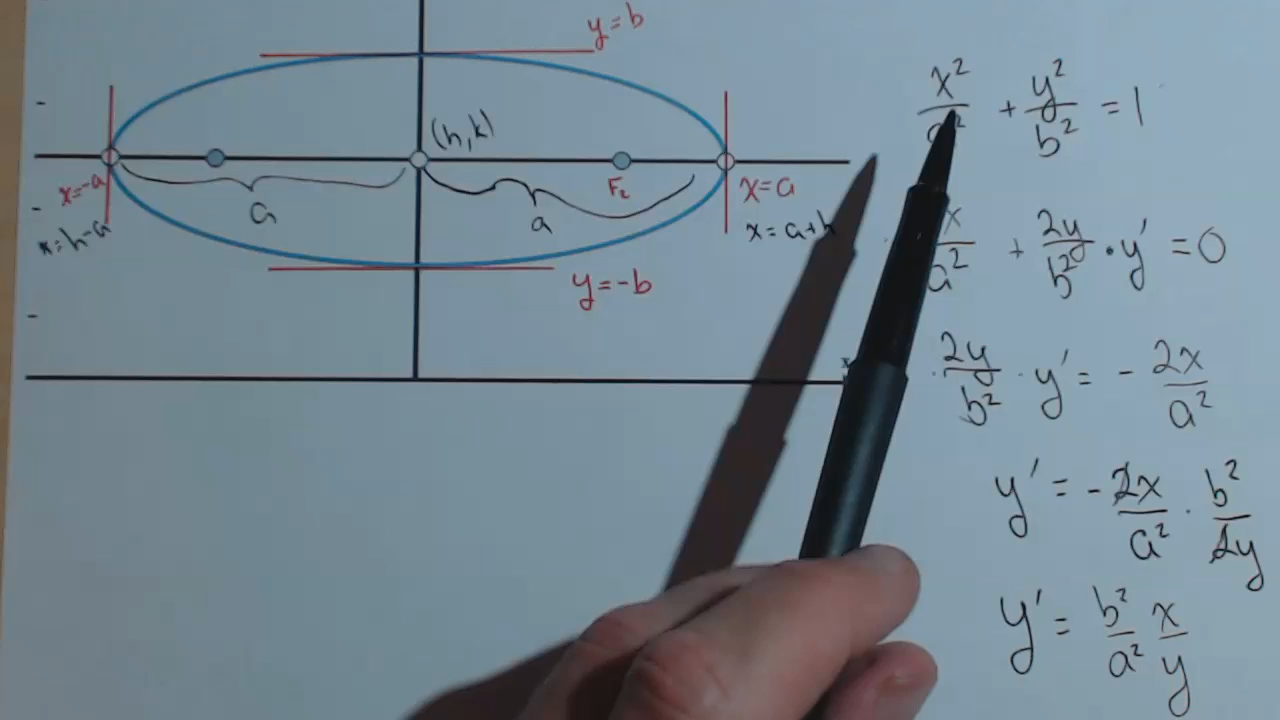 y = b
(h, k)
x = -a
x = h - a
a
a
F₂
x = a
x = a + h
y = -b
x²/a² + y²/b² = 1
x/a² + 2y/b² · y' = 0
2y/b² · y' = - 2x/a²
y' = - 2x/a² · b²/2y
y' = b²/a² x/y